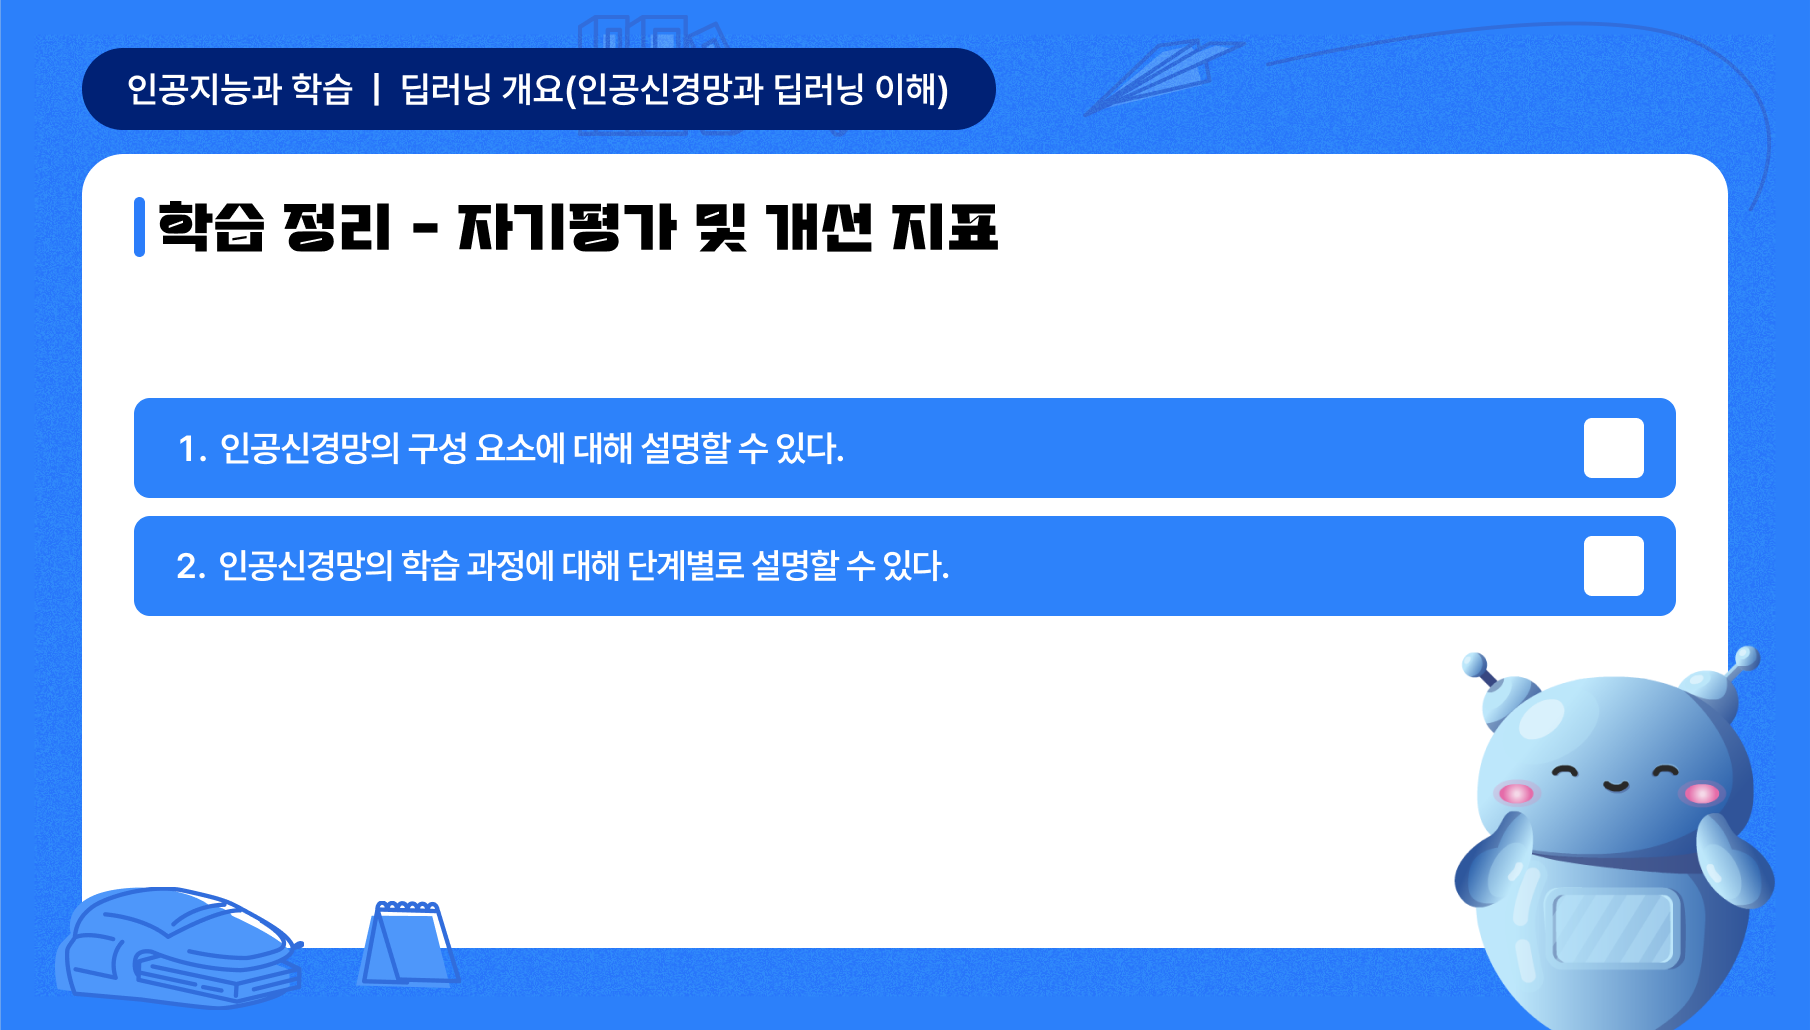 인공지능과 학습 | 딥러닝 개요(인공신경망과 딥러닝 이해)
학습 정리 - 자기평가 및 개선 지표
1. 인공신경망의 구성 요소에 대해 설명할 수 있다.
2. 인공신경망의 학습 과정에 대해 단계별로 설명할 수 있다.